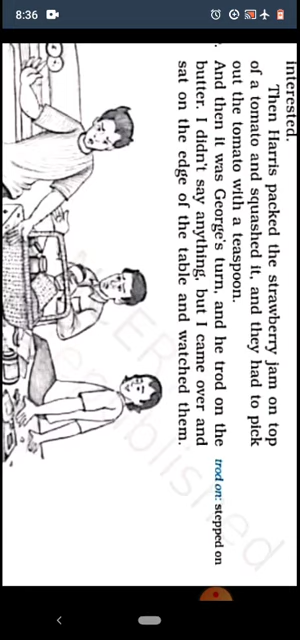 8:36
interested.
Then Harris packed the strawberry jam on top
of a tomato and squashed it, and they had to pick
out the tomato with a teaspoon.
And then it was George's turn, and he trod on the
butter. I didn't say anything, but I came over and
sat on the edge of the table and watched them.
trod on: stepped on